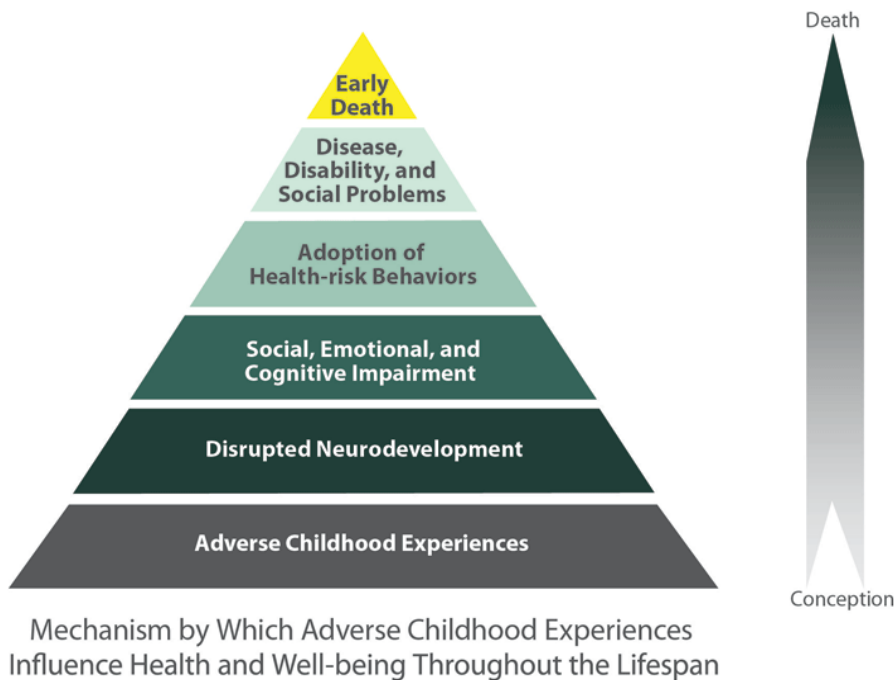 Death
Early
Death
Disease,
Disability, and
Social Problems
Adoption of
Health-risk Behaviors
Social, Emotional, and
Cognitive Impairment
Disrupted Neurodevelopment
Adverse Childhood Experiences
Conception
Mechanism by Which Adverse Childhood Experiences
Influence Health and Well-being Throughout the Lifespan